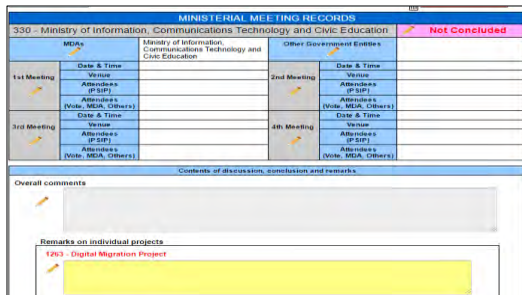 MINISTERIAL MEETING RECORDS
330 - Ministry of Information, Communications Technology and Civic Education Not Concluded
MDAs
Ministry of Information,
Communications Technology and
Civic Education
Other Government Entities
1st Meeting
Date & Time
Venue
Attendees
(PSIP)
Attendees
(Vote, MDA, Others)
2nd Meeting
Date & Time
Venue
Attendees
(PSIP)
Attendees
(Vote, MDA, Others)
3rd Meeting
Date & Time
Venue
Attendees
(PSIP)
Attendees
(Vote, MDA, Others)
4th Meeting
Date & Time
Venue
Attendees
(PSIP)
Attendees
(Vote, MDA, Others)
Contents of discussion, conclusion and remarks
Overall comments
Remarks on individual projects
1263 - Digital Migration Project